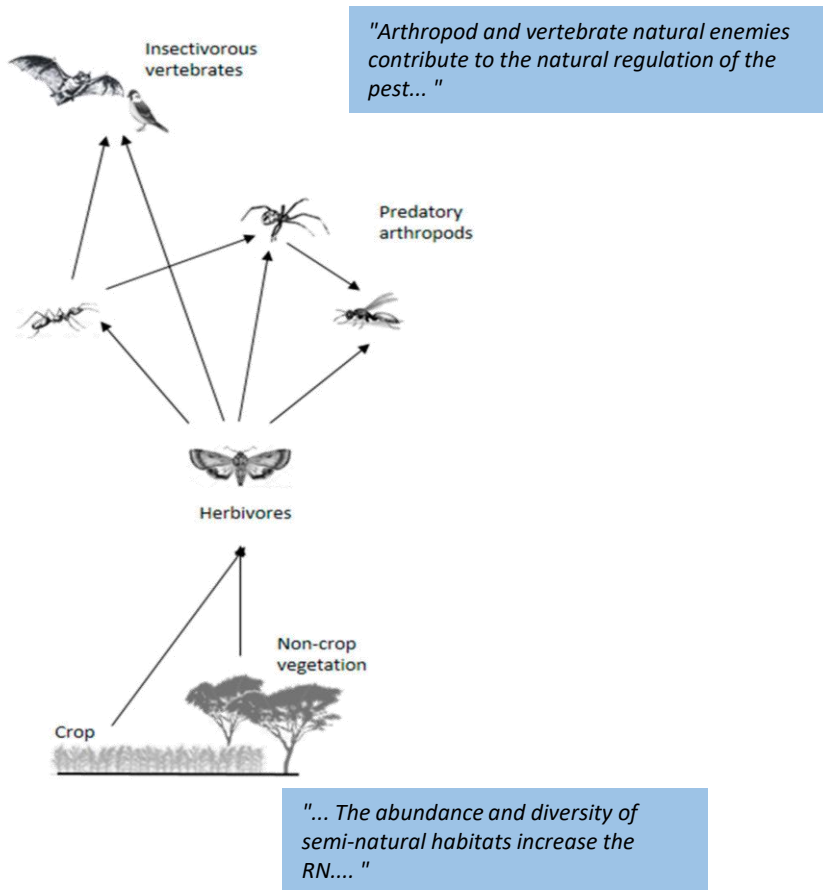 Insectivorous
vertebrates
"Arthropod and vertebrate natural enemies
contribute to the natural regulation of the
pest... "
Predatory
arthropods
Herbivores
Non-crop
vegetation
Crop
"... The abundance and diversity of
semi-natural habitats increase the
RN.... "